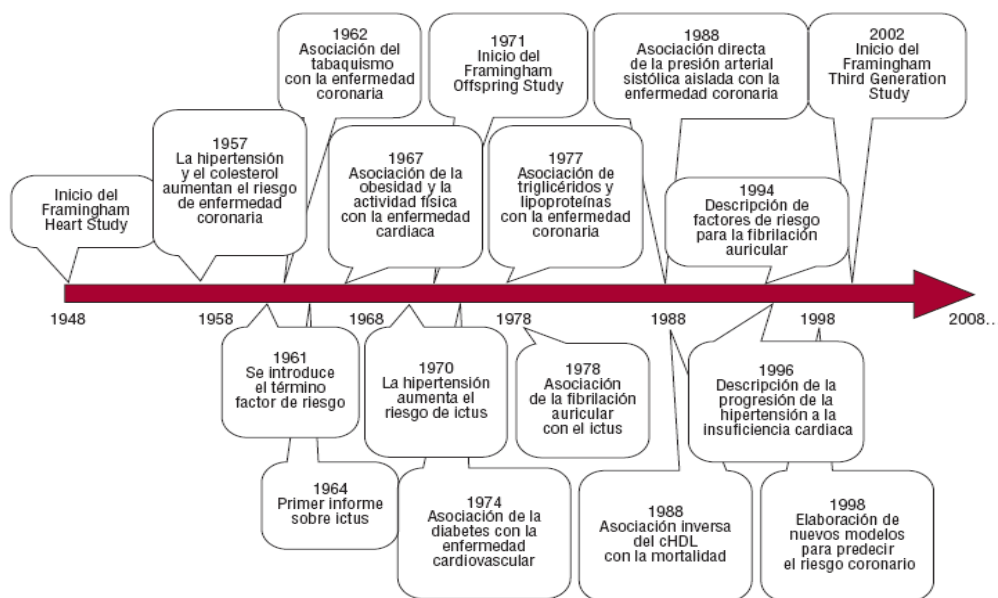 1962
Asociación del
tabaquismo
con la enfermedad
coronaria
1971
Inicio del
Framingham
Offspring Study
1988
Asociación directa
de la presión arterial
sistólica aislada con la
enfermedad coronaria
2002
Inicio del
Framingham
Third Generation
Study
1957
La hipertensión
y el colesterol
aumentan el riesgo
de enfermedad
coronaria
1967
Asociación de la
obesidad y la
actividad física
con la enfermedad
cardiaca
1977
Asociación de
triglicéridos y
lipoproteínas
con la enfermedad
coronaria
1994
Descripción de
factores de riesgo
para la fibrilación
auricular
Inicio del
Framingham
Heart Study
1948
1958
1968
1978
1988
1998
2008..
1961
Se introduce
el término
factor de riesgo
1970
La hipertensión
aumenta el
riesgo de ictus
1978
Asociación
de la fibrilación
auricular
con el ictus
1996
Descripción de la
progresión de la
hipertensión a la
insuficiencia cardiaca
1964
Primer informe
sobre ictus
1974
Asociación de la
diabetes con la
enfermedad
cardiovascular
1988
Asociación inversa
del cHDL
con la mortalidad
1998
Elaboración de
nuevos modelos
para predecir
el riesgo coronario